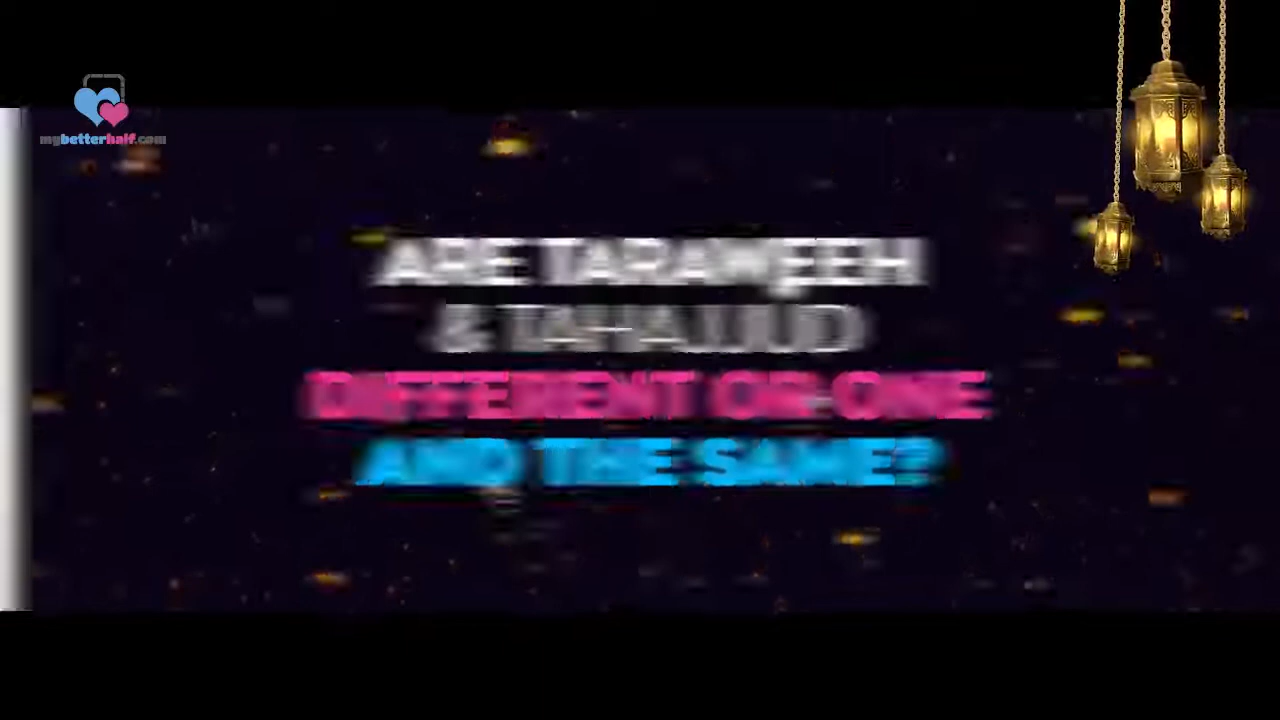 mybetterhalf.com
ARE TARAWEEH
& TAHAJJUD
DIFFERENT OR ONE
AND THE SAME?